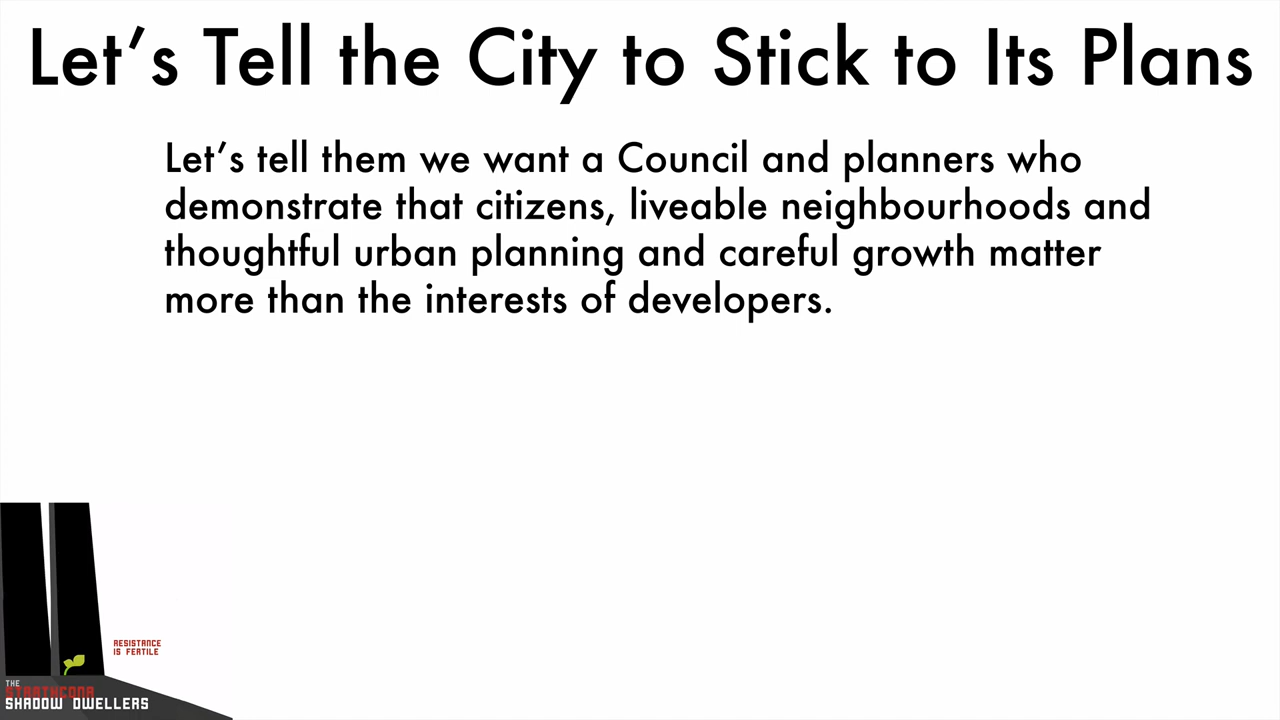 Let’s Tell the City to Stick to Its Plans
Let’s tell them we want a Council and planners who
demonstrate that citizens, liveable neighbourhoods and
thoughtful urban planning and careful growth matter
more than the interests of developers.
RESISTANCE
IS FERTILE
THE
STRATHCONA
SHADOW DWELLERS